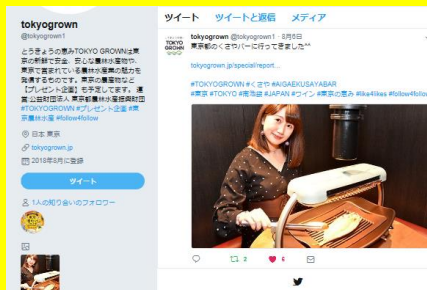 tokyogrown
@tokyogrown1
とうきょうの恵みTOKYO GROWNは東
京の新鮮で安全、安心な農林水産物や、
東京で営まれている農林水産業の魅力を
発信するものです。東京の農産物など
【プレゼント企画】も予定してます。 運
営:公益財団法人 東京都農林水産振興財団
#TOKYOGROWN #プレゼント企画 #東
京農林水産 #follow4follow
日本 東京
tokyogrown.jp
2018年8月に登録
ツイート
1人の知り合いのフォロワー
ツイート ツイートと返信 メディア
TOKYO GROWN
tokyogrown @tokyogrown1 · 8月8日
東京都のくさやバーに行ってきました^^
tokyogrown.jp/special/report...
#TOKYOGROWN #くさや #AIGAEKUSAYABAR
#東京 #TOKYO #南池袋 #JAPAN #ワイン #東京の恵み #like4likes #follow4follow
2 6